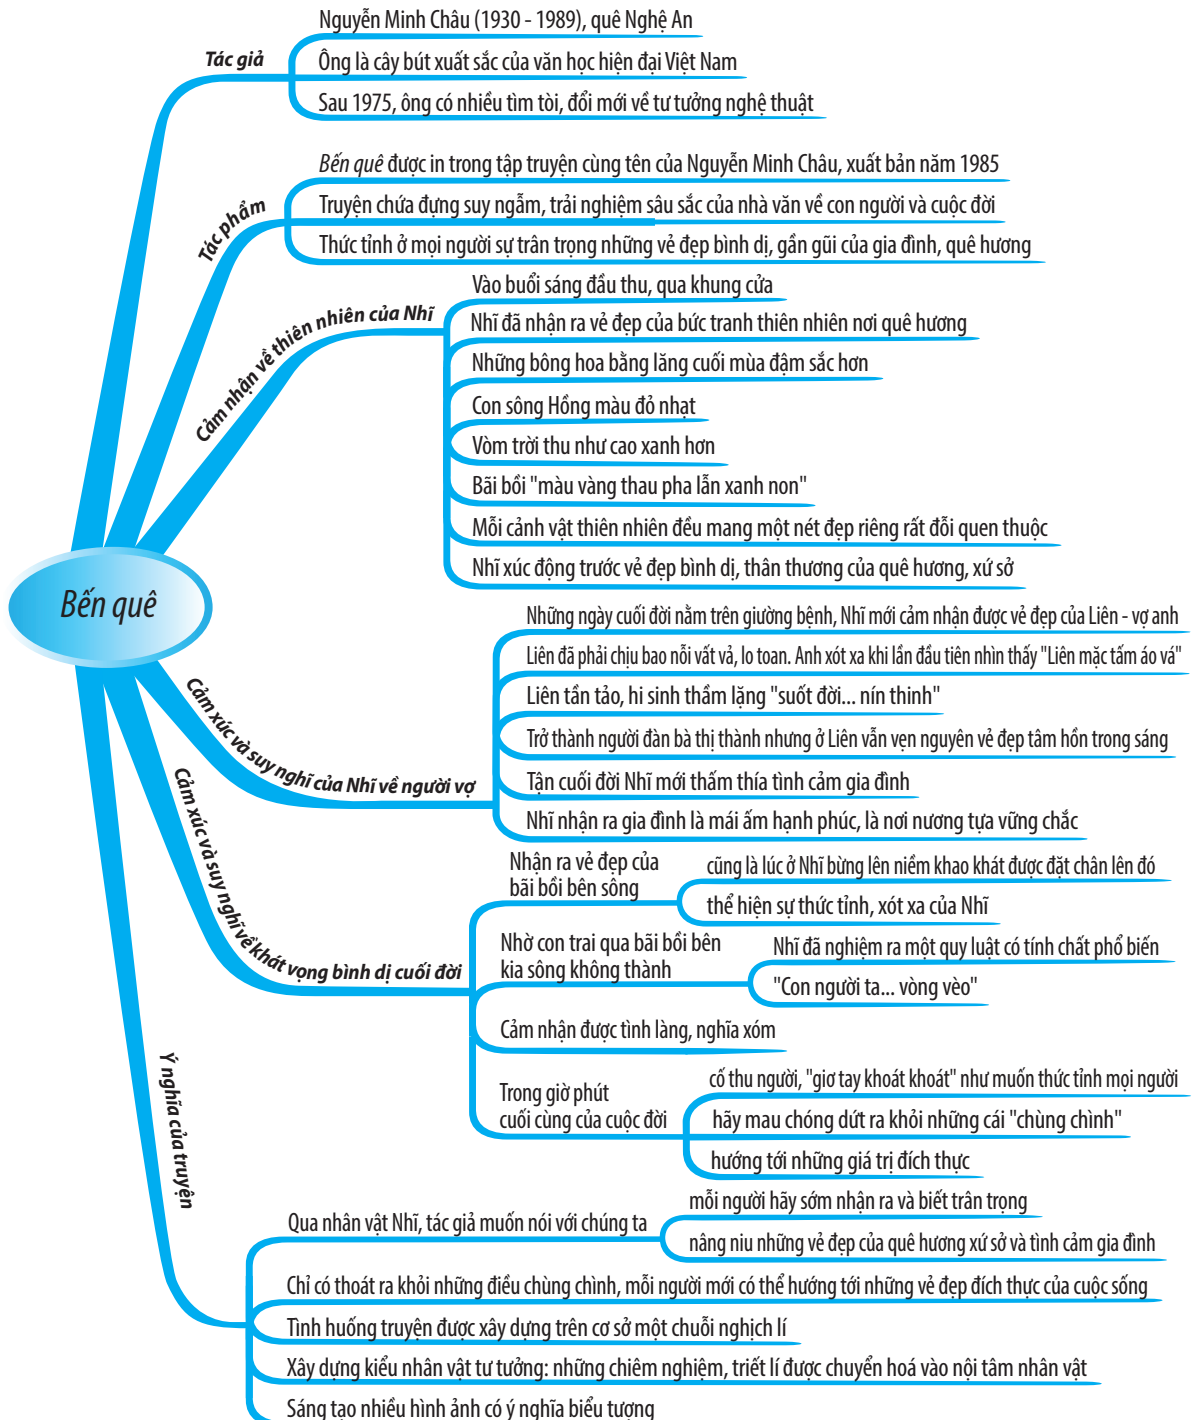 Tác giả
Nguyễn Minh Châu (1930 - 1989), quê Nghệ An
Ông là cây bút xuất sắc của văn học hiện đại Việt Nam
Sau 1975, ông có nhiều tìm tòi, đổi mới về tư tưởng nghệ thuật
Tác phẩm
Bến quê được in trong tập truyện cùng tên của Nguyễn Minh Châu, xuất bản năm 1985
Truyện chứa đựng suy ngẫm, trải nghiệm sâu sắc của nhà văn về con người và cuộc đời
Thức tỉnh ở mọi người sự trân trọng những vẻ đẹp bình dị, gần gũi của gia đình, quê hương
Cảm nhận về thiên nhiên của Nhĩ
Vào buổi sáng đầu thu, qua khung cửa
Nhĩ đã nhận ra vẻ đẹp của bức tranh thiên nhiên nơi quê hương
Những bông hoa bằng lăng cuối mùa đậm sắc hơn
Con sông Hồng màu đỏ nhạt
Vòm trời thu như cao xanh hơn
Bãi bồi "màu vàng thau pha lẫn xanh non"
Mỗi cảnh vật thiên nhiên đều mang một nét đẹp riêng rất đỗi quen thuộc
Nhĩ xúc động trước vẻ đẹp bình dị, thân thương của quê hương, xứ sở
Bến quê
Cảm xúc và suy nghĩ của Nhĩ về người vợ
Những ngày cuối đời nằm trên giường bệnh, Nhĩ mới cảm nhận được vẻ đẹp của Liên - vợ anh
Liên đã phải chịu bao nỗi vất vả, lo toan. Anh xót xa khi lần đầu tiên nhìn thấy "Liên mặc tấm áo vá"
Liên tần tảo, hi sinh thầm lặng "suốt đời... nín thinh"
Trở thành người đàn bà thị thành nhưng ở Liên vẫn vẹn nguyên vẻ đẹp tâm hồn trong sáng
Tận cuối đời Nhĩ mới thấm thía tình cảm gia đình
Nhĩ nhận ra gia đình là mái ấm hạnh phúc, là nơi nương tựa vững chắc
Cảm xúc và suy nghĩ về khát vọng bình dị cuối đời
Nhận ra vẻ đẹp của
bãi bồi bên sông
cũng là lúc ở Nhĩ bừng lên niềm khao khát được đặt chân lên đó
thể hiện sự thức tỉnh, xót xa của Nhĩ
Nhờ con trai qua bãi bồi bên
kia sông không thành
Nhĩ đã nghiệm ra một quy luật có tính chất phổ biến
"Con người ta... vòng vèo"
Cảm nhận được tình làng, nghĩa xóm
Trong giờ phút
cuối cùng của cuộc đời
cố thu người, "giơ tay khoát khoát" như muốn thức tỉnh mọi người
hãy mau chóng dứt ra khỏi những cái "chùng chình"
hướng tới những giá trị đích thực
Ý nghĩa của truyện
Qua nhân vật Nhĩ, tác giả muốn nói với chúng ta
mỗi người hãy sớm nhận ra và biết trân trọng
nâng niu những vẻ đẹp của quê hương xứ sở và tình cảm gia đình
Chỉ có thoát ra khỏi những điều chùng chình, mỗi người mới có thể hướng tới những vẻ đẹp đích thực của cuộc sống
Tình huống truyện được xây dựng trên cơ sở một chuỗi nghịch lí
Xây dựng kiểu nhân vật tư tưởng: những chiêm nghiệm, triết lí được chuyển hoá vào nội tâm nhân vật
Sáng tạo nhiều hình ảnh có ý nghĩa biểu tượng